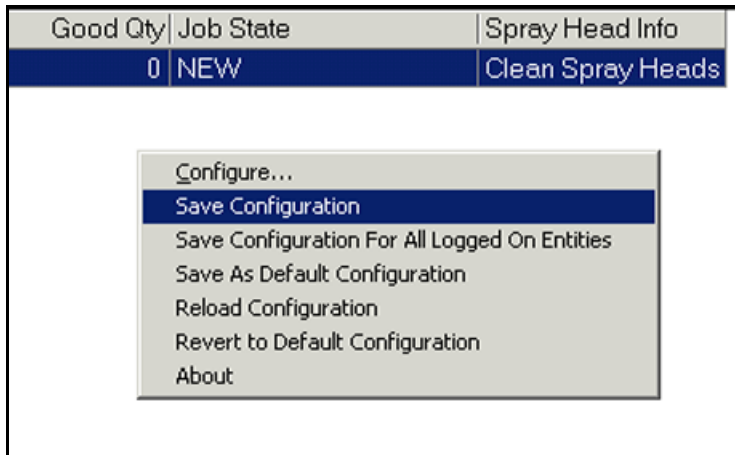 Good Qty Job State Spray Head Info
0 NEW Clean Spray Heads
Configure...
Save Configuration
Save Configuration For All Logged On Entities
Save As Default Configuration
Reload Configuration
Revert to Default Configuration
About